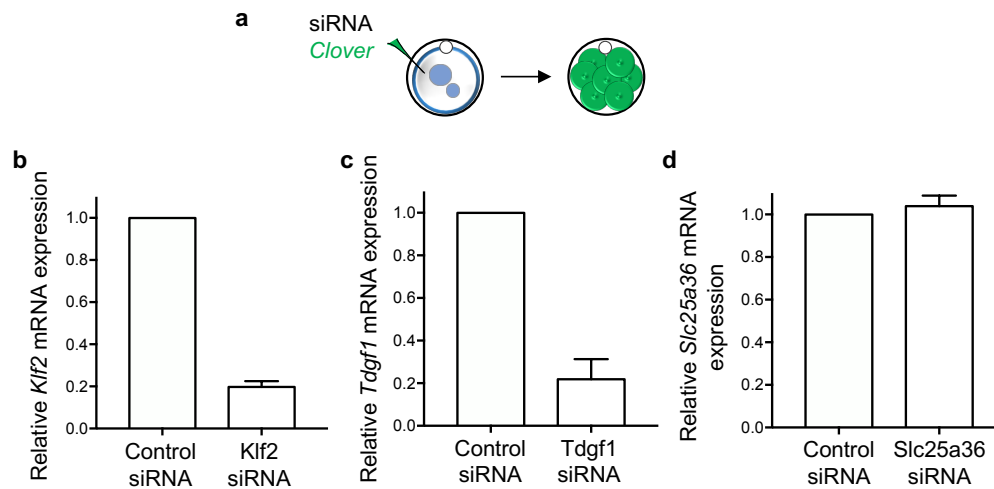 a
siRNA
Clover
b
Relative Klf2 mRNA expression
1.0
0.8
0.6
0.4
0.2
0.0
Control
siRNA
Klf2
siRNA
c
Relative Tdgf1 mRNA expression
1.0
0.8
0.6
0.4
0.2
0.0
Control
siRNA
Tdgf1
siRNA
d
Relative Slc25a36 mRNA
expression
1.0
0.8
0.6
0.4
0.2
0.0
Control
siRNA
Slc25a36
siRNA